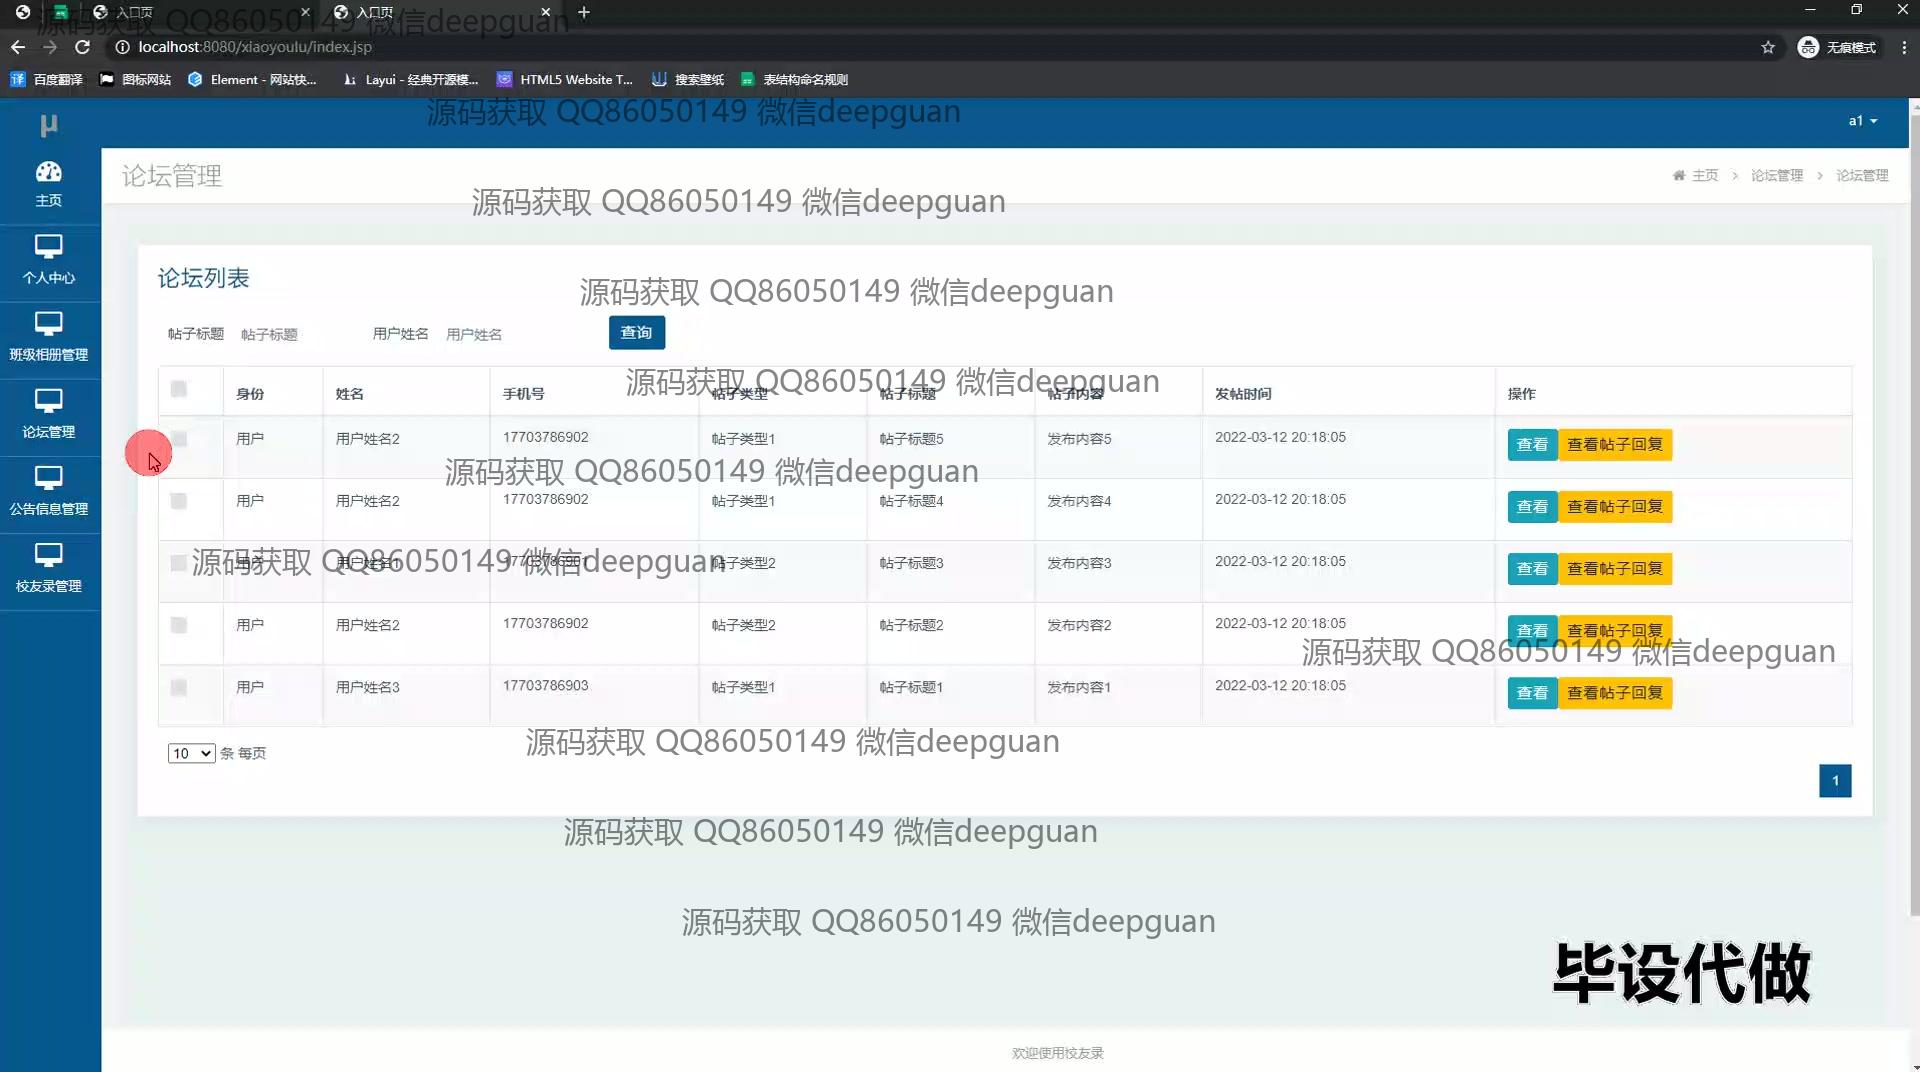 入口页
入口页
源码获取 QQ86050149 微信deepguan
localhost:8080/xiaoyoulu/index.jsp
无痕模式
百度翻译 图标网站 Element - 网站快... Layui - 经典开源模... HTML5 Website T... 搜索壁纸 表结构命名规则
源码获取 QQ86050149 微信deepguan
a1
μ
主页
个人中心
班级相册管理
论坛管理
公告信息管理
校友录管理
论坛管理
主页 > 论坛管理 > 论坛管理
源码获取 QQ86050149 微信deepguan
论坛列表
源码获取 QQ86050149 微信deepguan
帖子标题 帖子标题 用户姓名 用户姓名 查询
源码获取 QQ86050149 微信deepguan
身份 姓名 手机号 帖子类型 帖子标题 帖子内容 发帖时间 操作
用户 用户姓名2 17703786902 帖子类型1 帖子标题5 发布内容5 2022-03-12 20:18:05 查看 查看帖子回复
源码获取 QQ86050149 微信deepguan
用户 用户姓名2 17703786902 帖子类型1 帖子标题4 发布内容4 2022-03-12 20:18:05 查看 查看帖子回复
用户 用户姓名1 17703786901 帖子类型2 帖子标题3 发布内容3 2022-03-12 20:18:05 查看 查看帖子回复
源码获取 QQ86050149 微信deepguan
用户 用户姓名2 17703786902 帖子类型2 帖子标题2 发布内容2 2022-03-12 20:18:05 查看 查看帖子回复
源码获取 QQ86050149 微信deepguan
用户 用户姓名3 17703786903 帖子类型1 帖子标题1 发布内容1 2022-03-12 20:18:05 查看 查看帖子回复
源码获取 QQ86050149 微信deepguan
10 条 每页
1
源码获取 QQ86050149 微信deepguan
源码获取 QQ86050149 微信deepguan
毕设代做
欢迎使用校友录